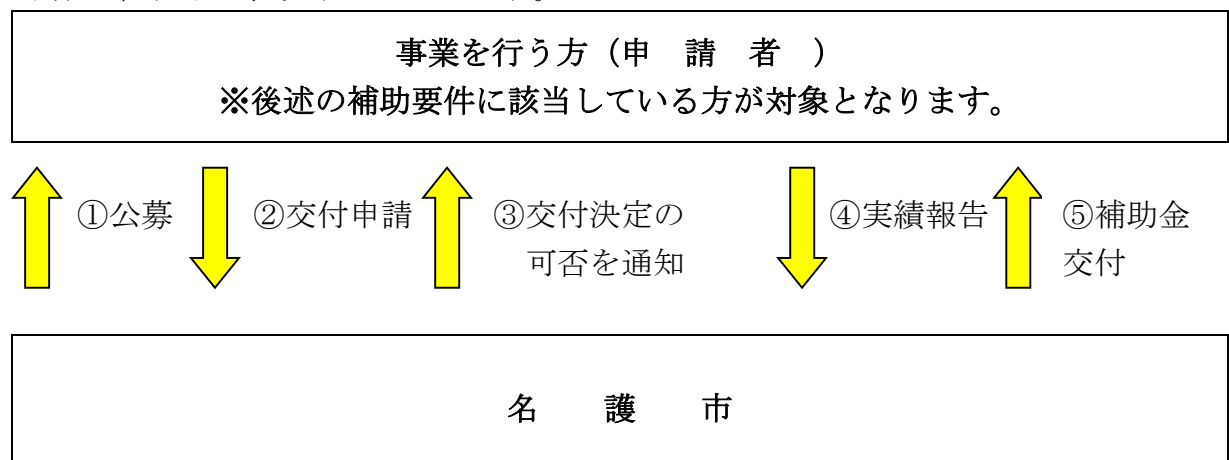 事業を行う方（申　請　者　）
※後述の補助要件に該当している方が対象となります。
①公募
②交付申請
③交付決定の
可否を通知
④実績報告
⑤補助金
交付
名　護　市